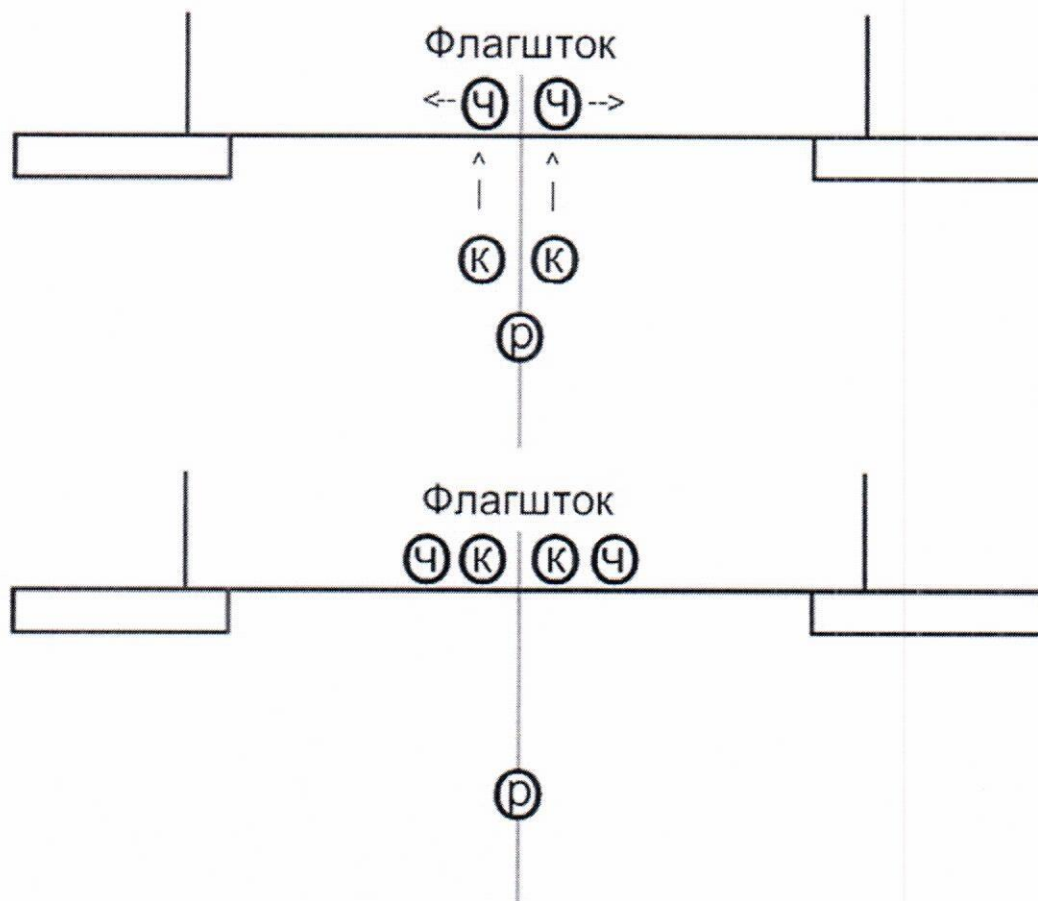 Флагшток
<-- Ч Ч -->
К К
р
Флагшток
Ч К К Ч
р